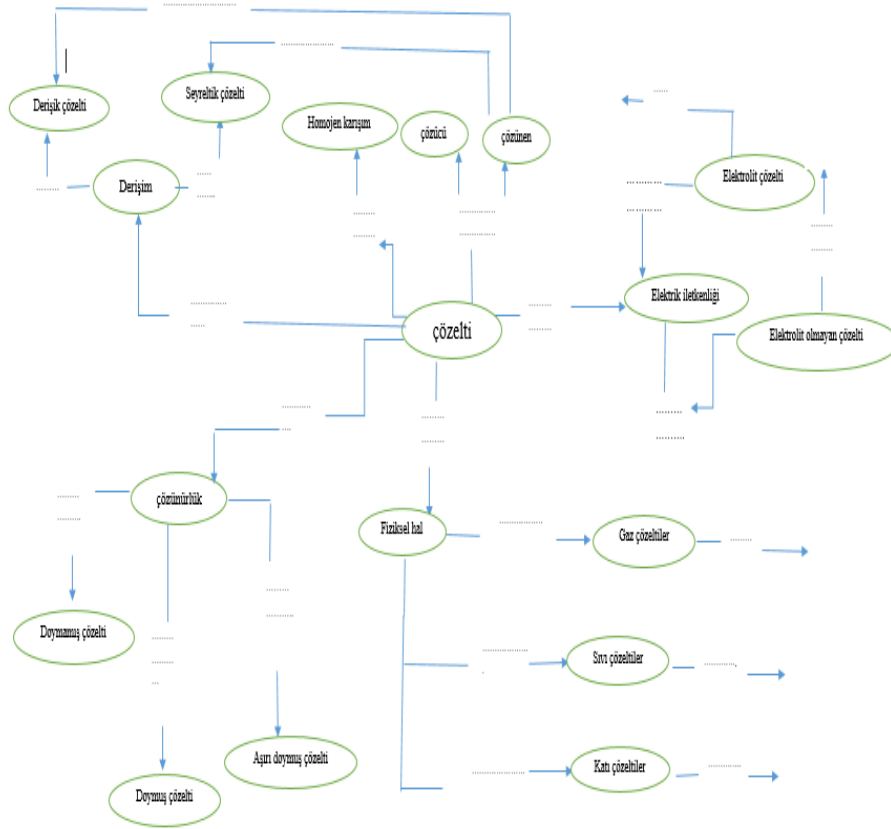 Derişik çözelti
Seyreltik çözelti
Homojen karışım
çözücü
çözünen
Elektrolit çözelti
Derişim
Elektrik iletkenliği
çözelti
Elektrolit olmayan çözelti
çözünürlük
Fiziksel hal
Gaz çözeltiler
Doymamış çözelti
Sıvı çözeltiler
Aşırı doymuş çözelti
Katı çözeltiler
Doymuş çözelti